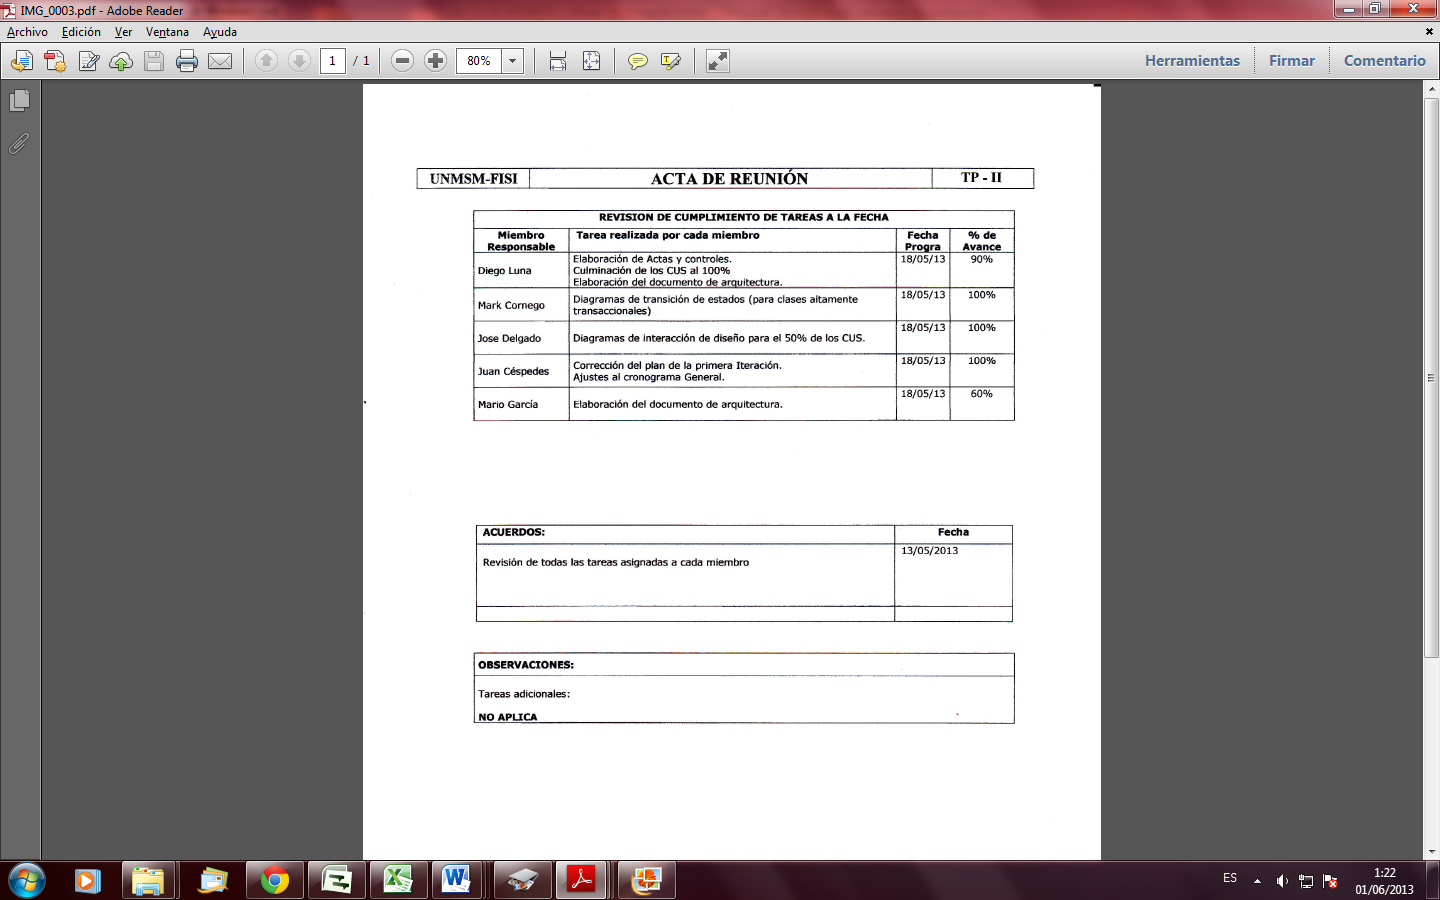 IMG_0003.pdf - Adobe Reader
Archivo Edición Ver Ventana Ayuda
1 / 1 80% Herramientas Firmar Comentario
UNMSM-FISI ACTA DE REUNIÓN TP - II
REVISION DE CUMPLIMIENTO DE TAREAS A LA FECHA
Miembro Responsable Tarea realizada por cada miembro Fecha Progra % de Avance
Diego Luna
Elaboración de Actas y controles.
Culminación de los CUS al 100%
Elaboración del documento de arquitectura.
18/05/13 90%
Mark Cornego
Diagramas de transición de estados (para clases altamente
transaccionales)
18/05/13 100%
Jose Delgado
Diagramas de interacción de diseño para el 50% de los CUS.
18/05/13 100%
Juan Céspedes
Corrección del plan de la primera Iteración.
Ajustes al cronograma General.
18/05/13 100%
Mario García
Elaboración del documento de arquitectura.
18/05/13 60%
ACUERDOS: Fecha
Revisión de todas las tareas asignadas a cada miembro
13/05/2013
OBSERVACIONES:
Tareas adicionales:
NO APLICA
ES 1:22
01/06/2013